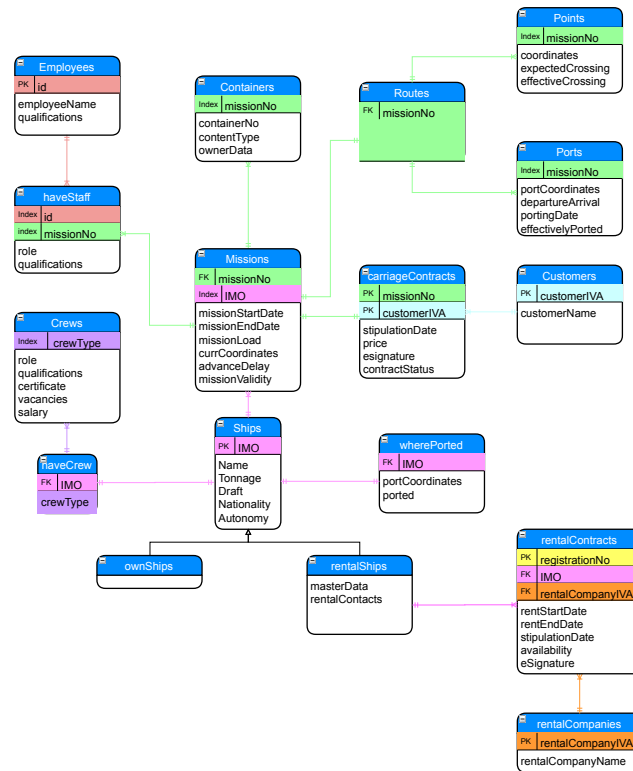 Employees
PK id
employeeName
qualifications
Containers
Index missionNo
containerNo
contentType
ownerData
Routes
FK missionNo
Points
Index missionNo
coordinates
expectedCrossing
effectiveCrossing
Ports
Index missionNo
portCoordinates
departureArrival
portingDate
effectivelyPorted
haveStaff
Index id
index missionNo
role
qualifications
Missions
FK missionNo
Index IMO
missionStartDate
missionEndDate
missionLoad
currCoordinates
advanceDelay
missionValidity
carriageContracts
PK missionNo
PK customerIVA
stipulationDate
price
esignature
contractStatus
Customers
PK customerIVA
customerName
Crews
Index crewType
role
qualifications
certificate
vacancies
salary
haveCrew
FK IMO
crewType
Ships
PK IMO
Name
Tonnage
Draft
Nationality
Autonomy
wherePorted
FK IMO
portCoordinates
ported
ownShips
rentalShips
masterData
rentalContacts
rentalContracts
PK registrationNo
FK IMO
FK rentalCompanyIVA
rentStartDate
rentEndDate
stipulationDate
availability
eSignature
rentalCompanies
PK rentalCompanyIVA
rentalCompanyName